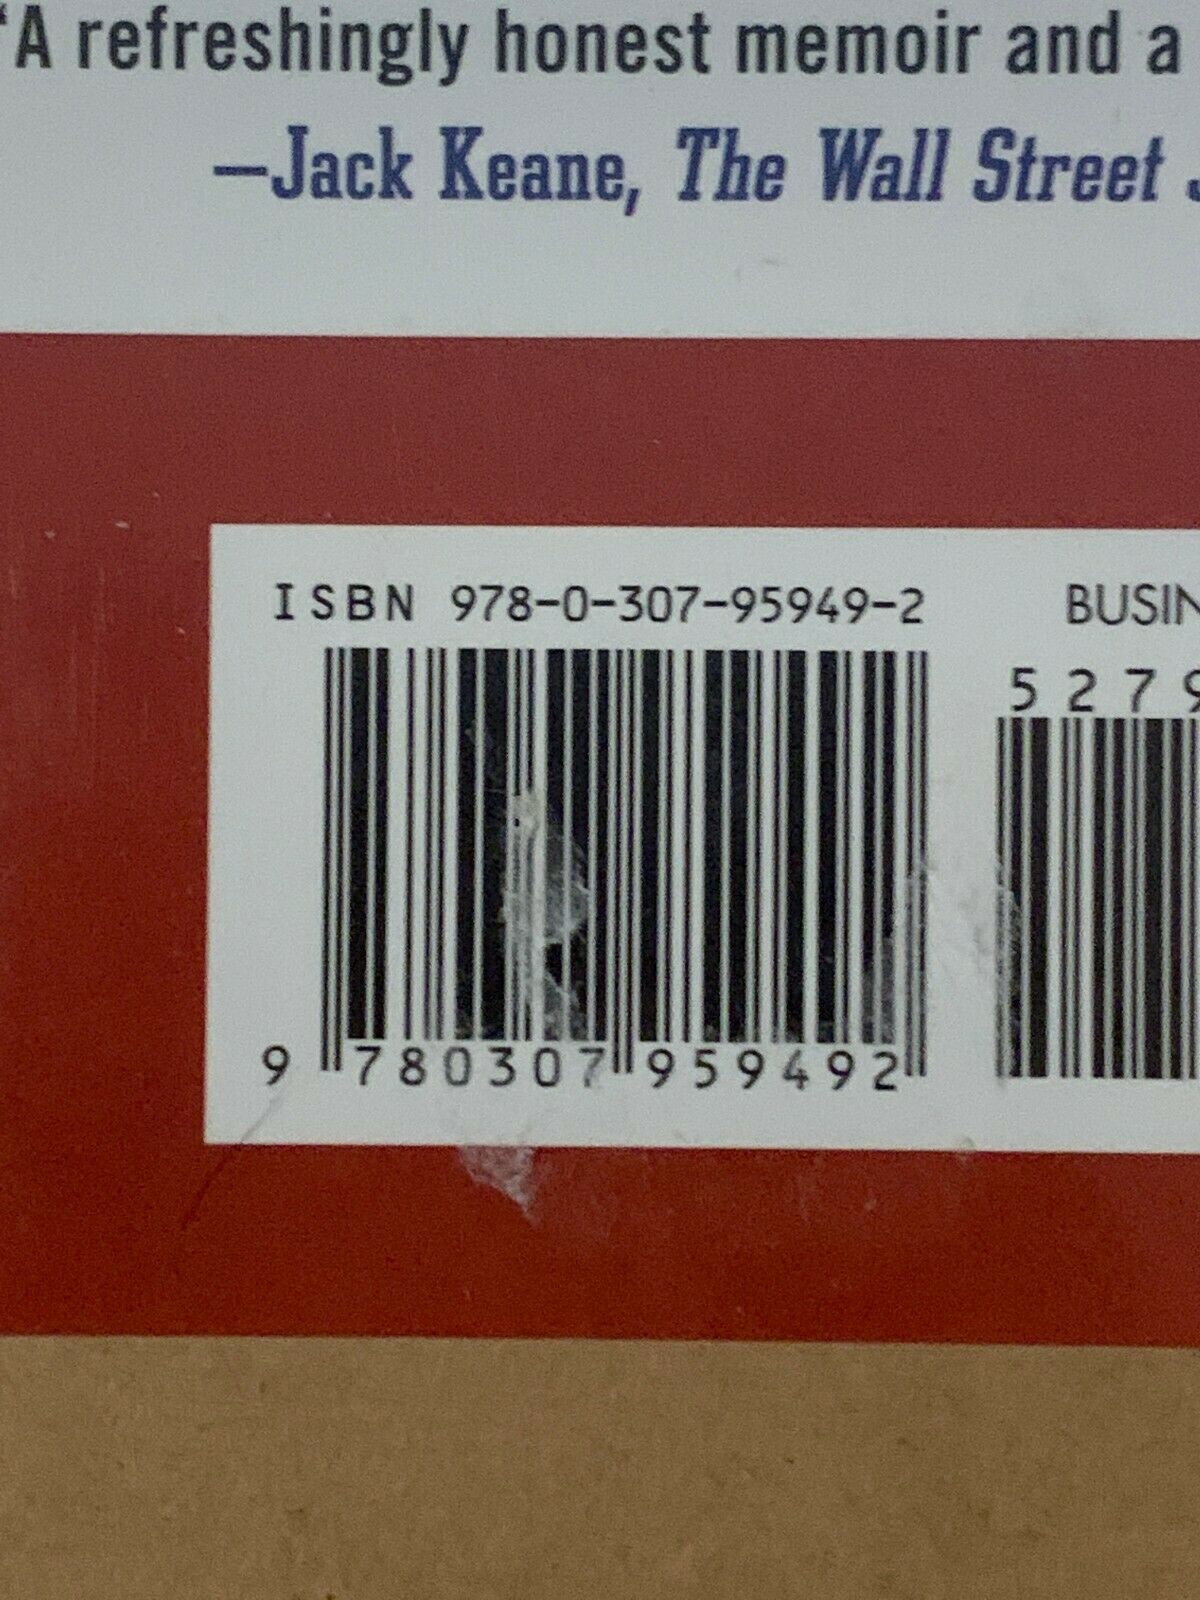 "A refreshingly honest memoir and a
—Jack Keane, The Wall Street
ISBN 978-0-307-95949-2
BUSIN
5279
9 780307 959492